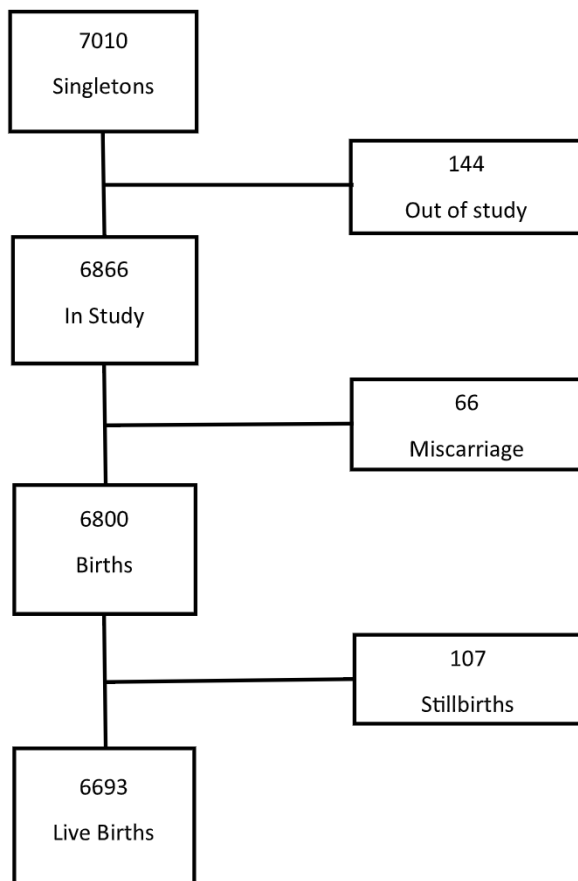 7010
Singletons
144
Out of study
6866
In Study
66
Miscarriage
6800
Births
107
Stillbirths
6693
Live Births